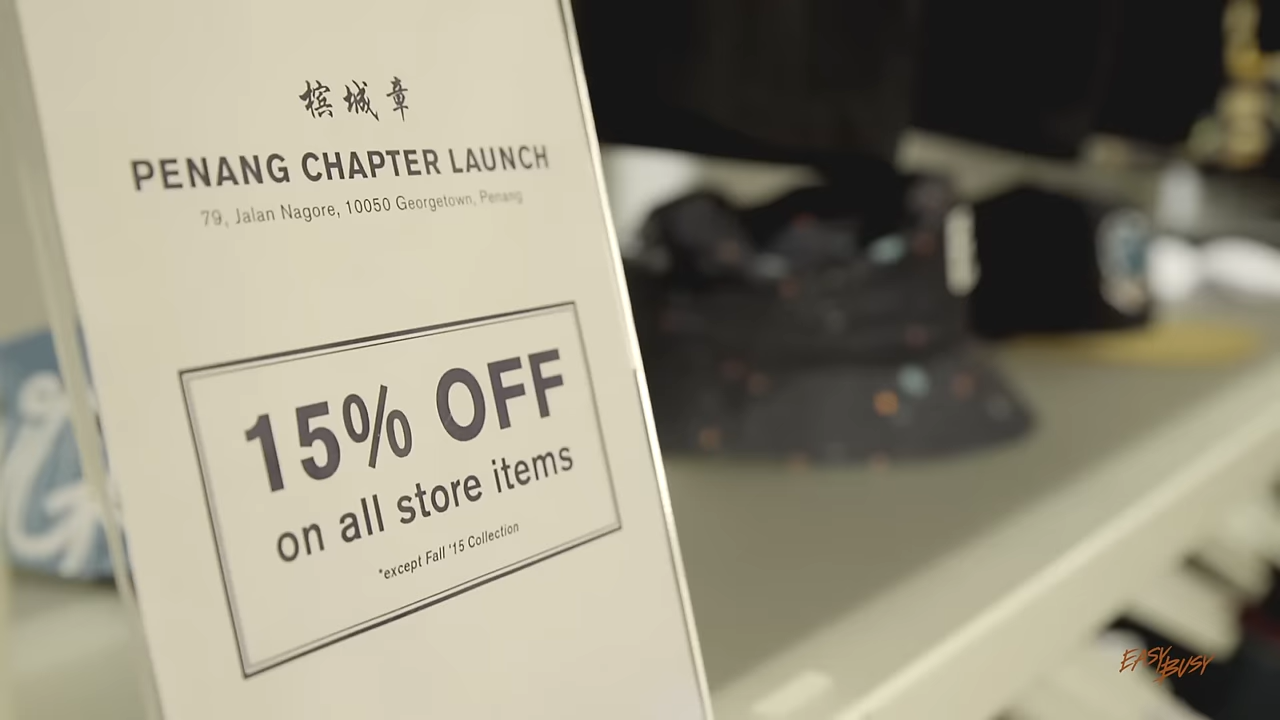 槟城章
PENANG CHAPTER LAUNCH
79, Jalan Nagore, 10050 Georgetown, Penang
15% OFF
on all store items
*except Fall '15 Collection
EASY BUSY